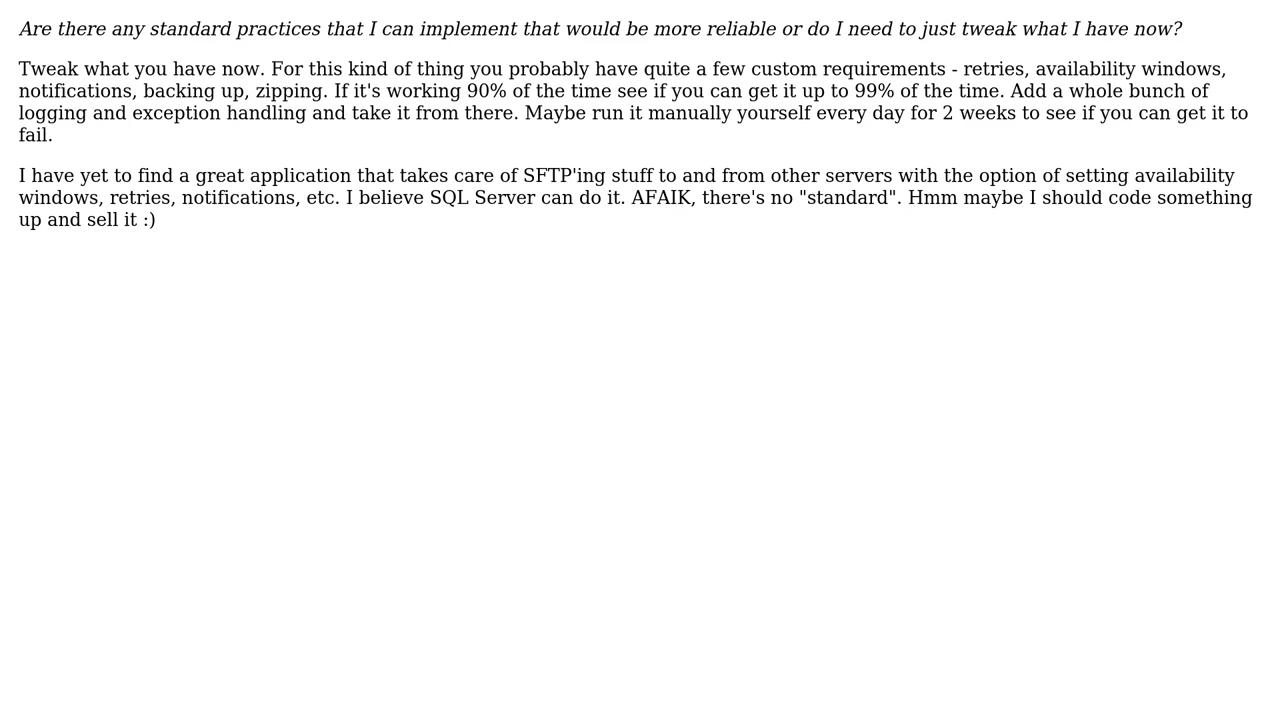 Are there any standard practices that I can implement that would be more reliable or do I need to just tweak what I have now?
Tweak what you have now. For this kind of thing you probably have quite a few custom requirements - retries, availability windows,
notifications, backing up, zipping. If it's working 90% of the time see if you can get it up to 99% of the time. Add a whole bunch of
logging and exception handling and take it from there. Maybe run it manually yourself every day for 2 weeks to see if you can get it to
fail.
I have yet to find a great application that takes care of SFTP'ing stuff to and from other servers with the option of setting availability
windows, retries, notifications, etc. I believe SQL Server can do it. AFAIK, there's no "standard". Hmm maybe I should code something
up and sell it :)